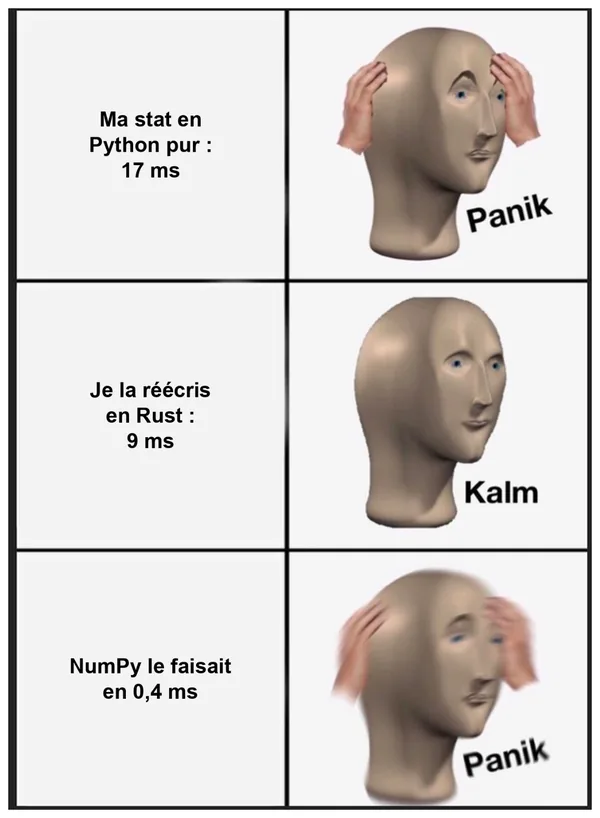 Ma stat en
Python pur :
17 ms
Panik
Je la réécris
en Rust :
9 ms
Kalm
NumPy le faisait
en 0,4 ms
Panik